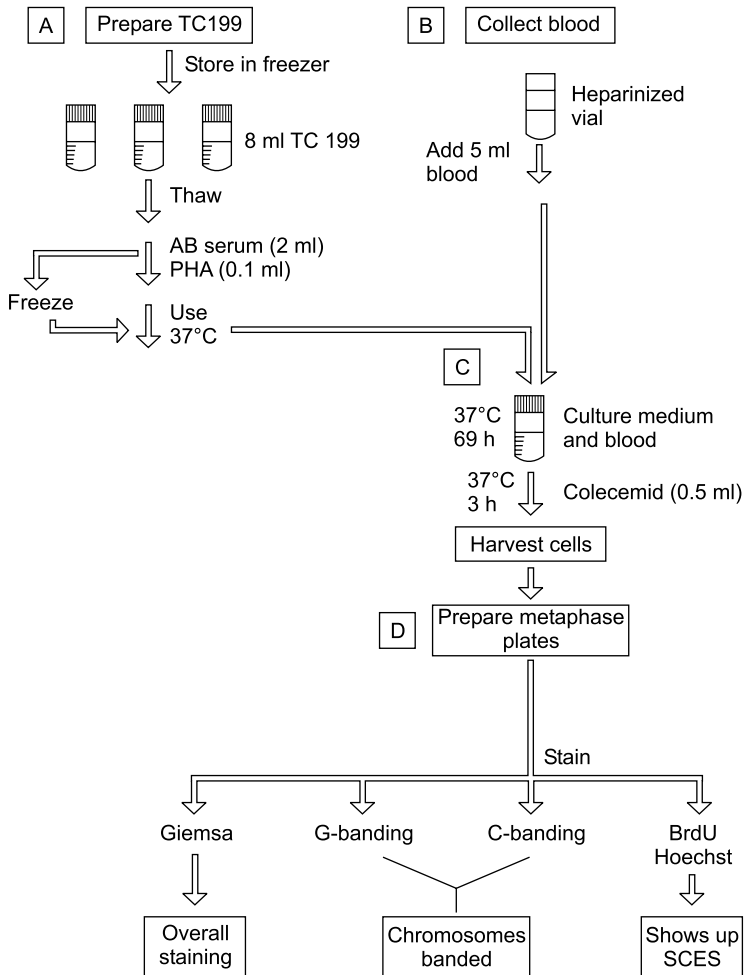 A
Prepare TC199
B
Collect blood
Store in freezer
Heparinized
vial
8 ml TC 199
Add 5 ml
blood
Thaw
AB serum (2 ml)
PHA (0.1 ml)
Freeze
Use
37°C
C
37°C
69 h
Culture medium
and blood
37°C
3 h
Colecemid (0.5 ml)
Harvest cells
D
Prepare metaphase
plates
Stain
Giemsa
G-banding
C-banding
BrdU
Hoechst
Overall
staining
Chromosomes
banded
Shows up
SCES